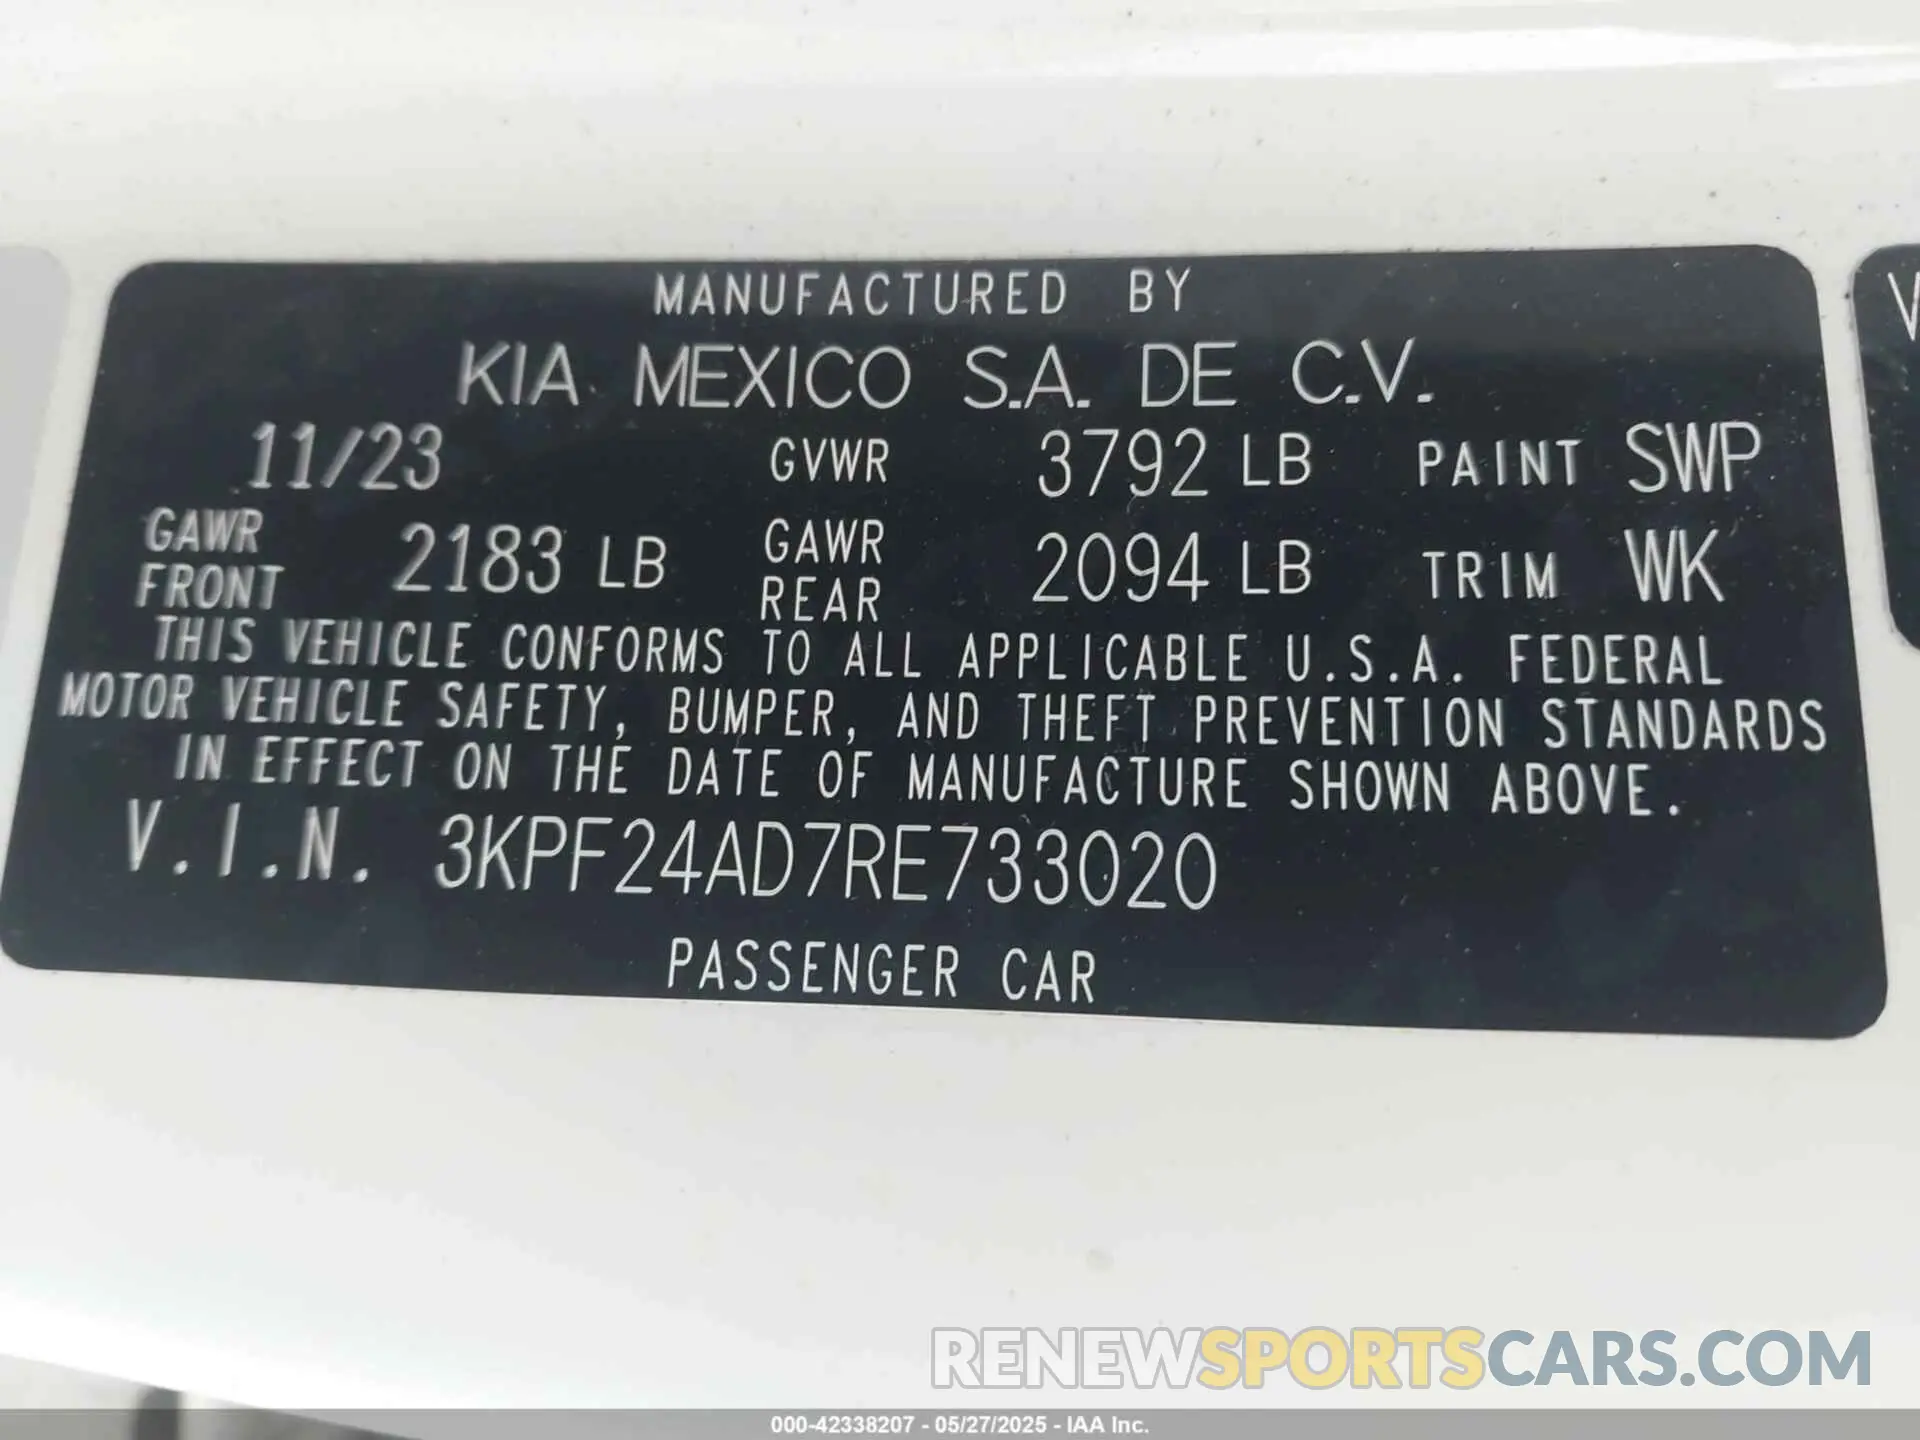 MANUFACTURED BY
KIA MEXICO S.A. DE C.V.
11/23 GVWR 3792 LB PAINT SWP
GAWR FRONT 2183 LB GAWR REAR 2094 LB TRIM WK
THIS VEHICLE CONFORMS TO ALL APPLICABLE U.S.A. FEDERAL
MOTOR VEHICLE SAFETY, BUMPER, AND THEFT PREVENTION STANDARDS
IN EFFECT ON THE DATE OF MANUFACTURE SHOWN ABOVE.
V.I.N. 3KPF24AD7RE733020
PASSENGER CAR
RENEWSPORTSCARS.COM
000-42338207 - 05/27/2025 - IAA Inc.